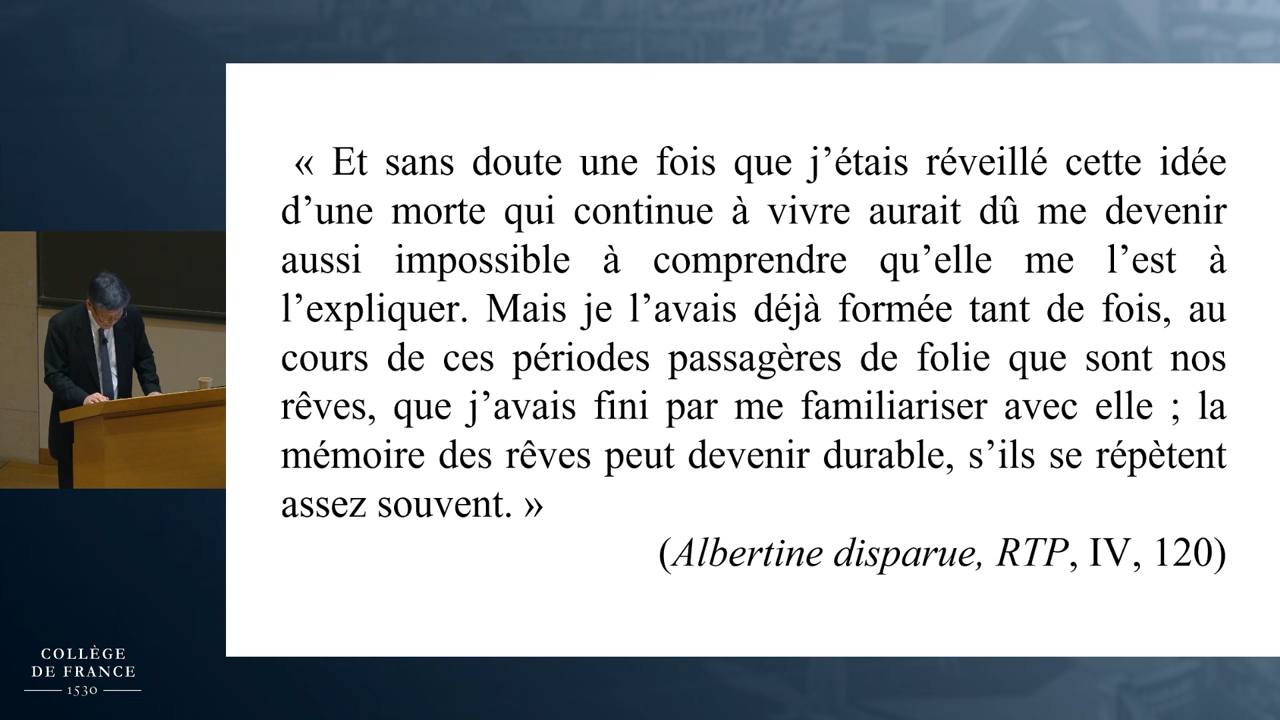 « Et sans doute une fois que j’étais réveillé cette idée
d’une morte qui continue à vivre aurait dû me devenir
aussi impossible à comprendre qu’elle me l’est à
l’expliquer. Mais je l’avais déjà formée tant de fois, au
cours de ces périodes passagères de folie que sont nos
rêves, que j’avais fini par me familiariser avec elle ; la
mémoire des rêves peut devenir durable, s’ils se répètent
assez souvent. »
(Albertine disparue, RTP, IV, 120)
COLLÈGE
DE FRANCE
1530